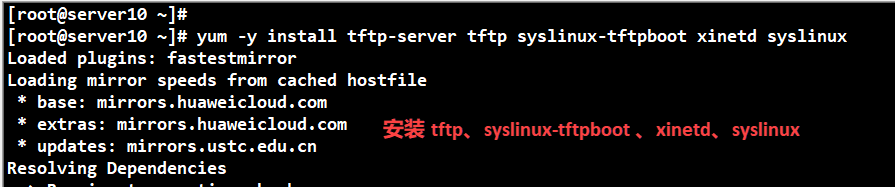 [root@server10 ~]#
[root@server10 ~]# yum -y install tftp-server tftp syslinux-tftpboot xinetd syslinux
Loaded plugins: fastestmirror
Loading mirror speeds from cached hostfile
 * base: mirrors.huaweicloud.com
 * extras: mirrors.huaweicloud.com
安装 tftp、syslinux-tftpboot 、xinetd、syslinux
 * updates: mirrors.ustc.edu.cn
Resolving Dependencies